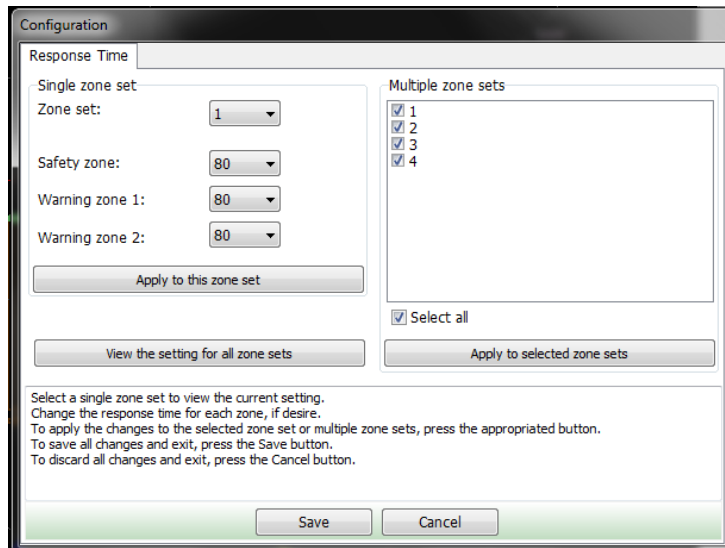 Configuration
Response Time
Single zone set
Zone set:
1
Safety zone:
80
Warning zone 1:
80
Warning zone 2:
80
Apply to this zone set
View the setting for all zone sets
Multiple zone sets
1
2
3
4
Select all
Apply to selected zone sets
Select a single zone set to view the current setting.
Change the response time for each zone, if desire.
To apply the changes to the selected zone set or multiple zone sets, press the appropriated button.
To save all changes and exit, press the Save button.
To discard all changes and exit, press the Cancel button.
Save
Cancel